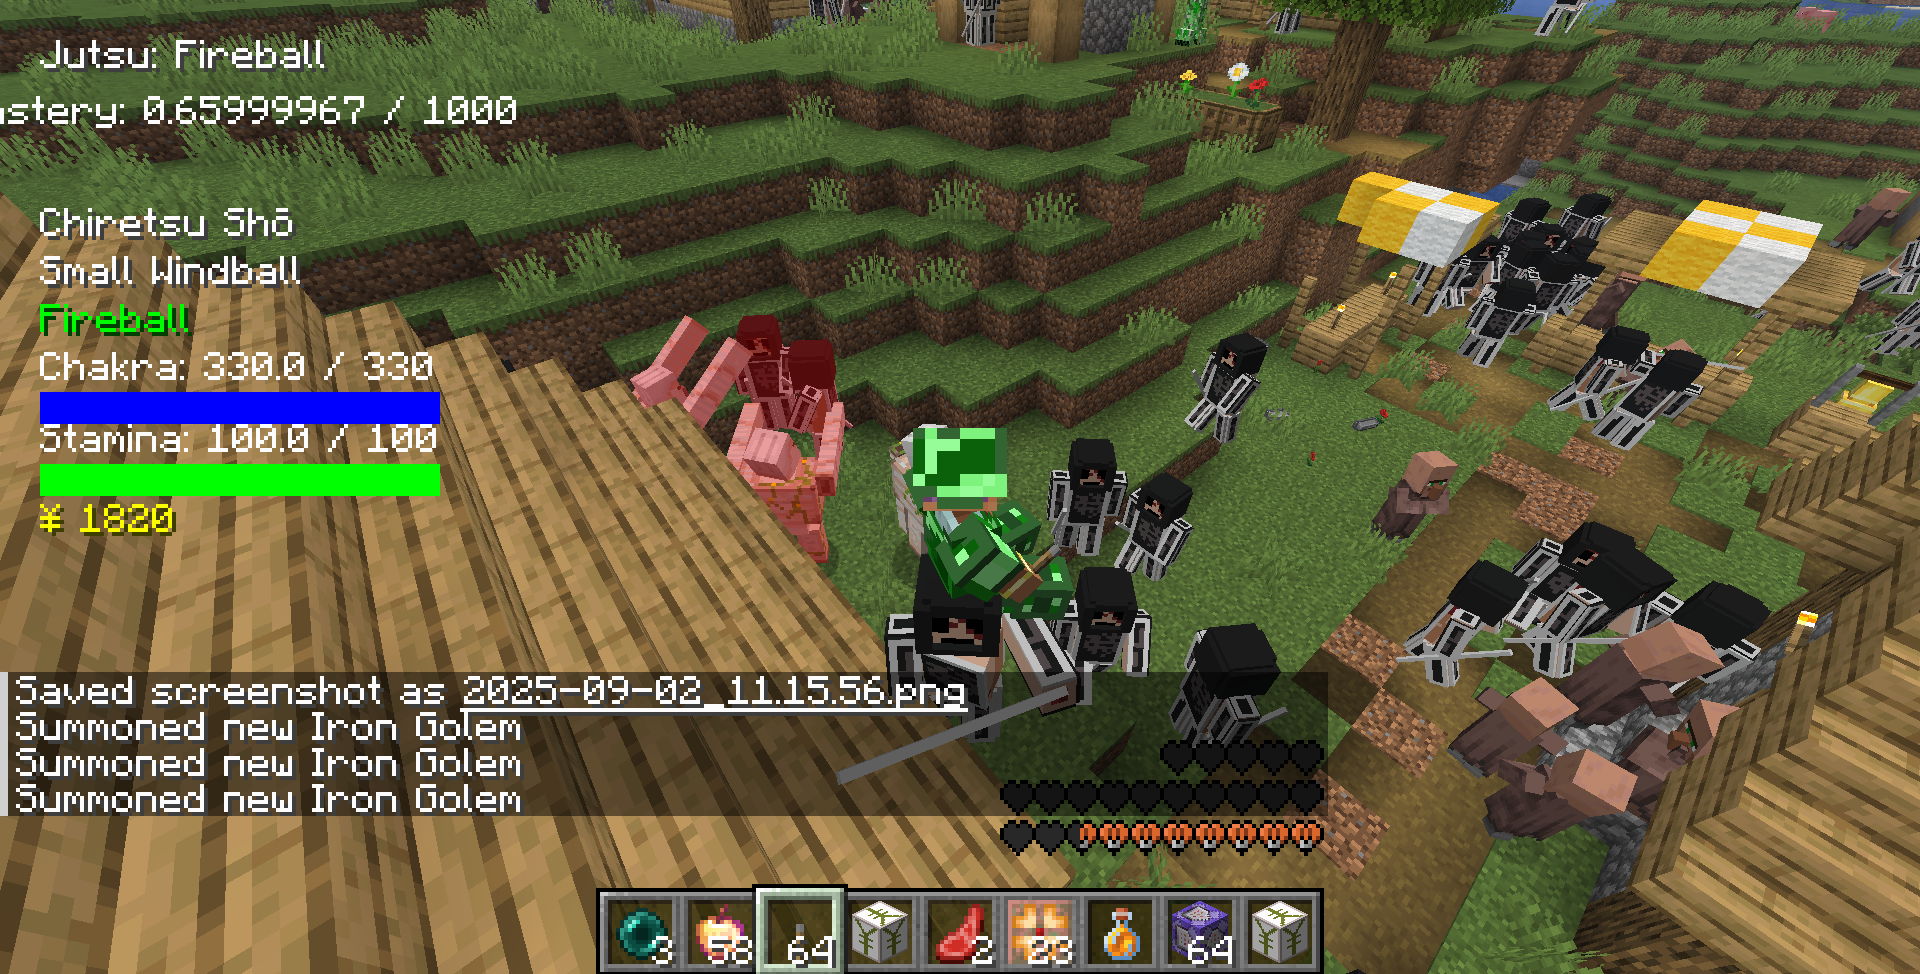 Jutsu: Fireball
astery: 0.65999967 / 1000
Chiretsu Shō
Small Windball
Fireball
Chakra: 330.0 / 330
Stamina: 100.0 / 100
¥ 1820
Saved screenshot as 2025-09-02_11.15.56.png
Summoned new Iron Golem
Summoned new Iron Golem
Summoned new Iron Golem
3 58 64 2 28 64